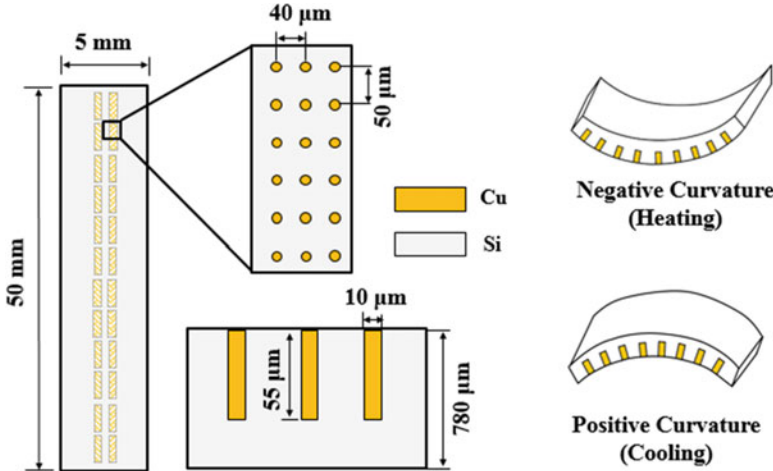 5 mm
50 mm
40 μm
50 μm
Cu
Si
10 μm
55 μm
780 μm
Negative Curvature
(Heating)
Positive Curvature
(Cooling)